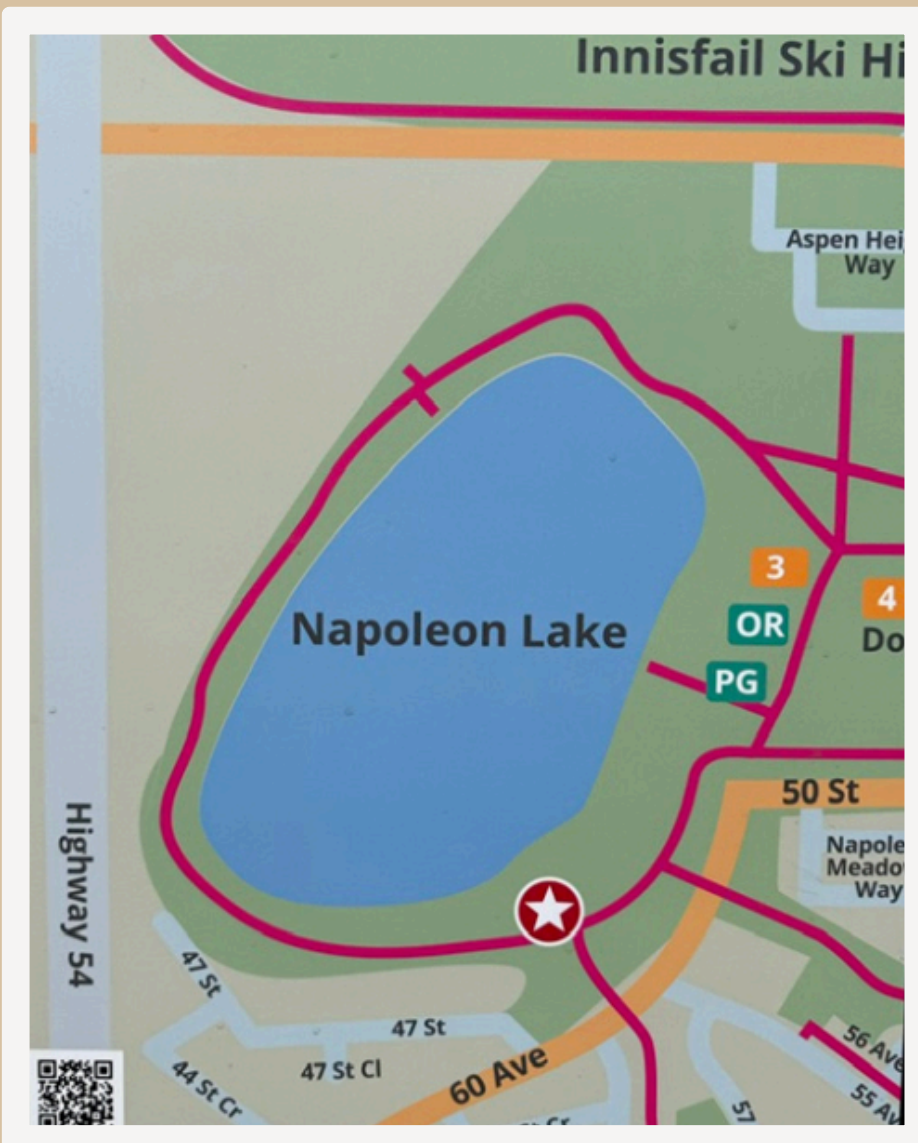 Innisfail Ski Hi
Aspen Hei
Way
3
4
OR
Do
Napoleon Lake
PG
50 St
Highway 54
Napole
Meado
Way
47 St
47 St
47 St Cl
44 St Cr
60 Ave
56 Ave
55 Av
57